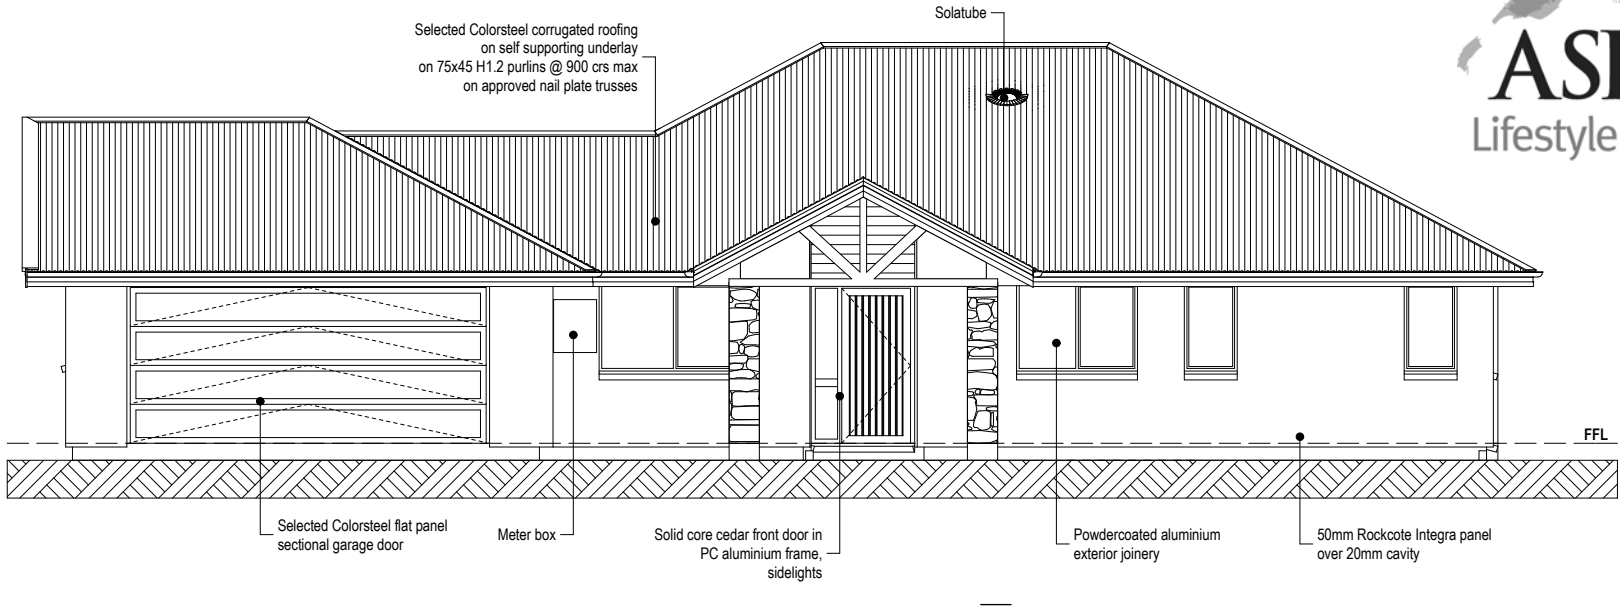 Solatube
Selected Colorsteel corrugated roofing
on self supporting underlay
on 75x45 H1.2 purlins @ 900 crs max
on approved nail plate trusses
Lifestyle
FFL
Selected Colorsteel flat panel
sectional garage door
Meter box
Solid core cedar front door in
PC aluminium frame,
sidelights
Powdercoated aluminium
exterior joinery
50mm Rockcote Integra panel
over 20mm cavity